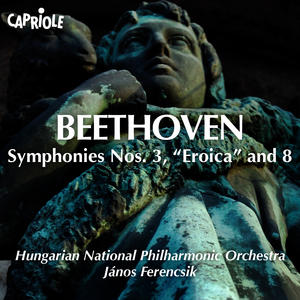 CAPRIOLE
BEETHOVEN
Symphonies Nos. 3, “Eroica” and 8
Hungarian National Philharmonic Orchestra
János Ferencsik